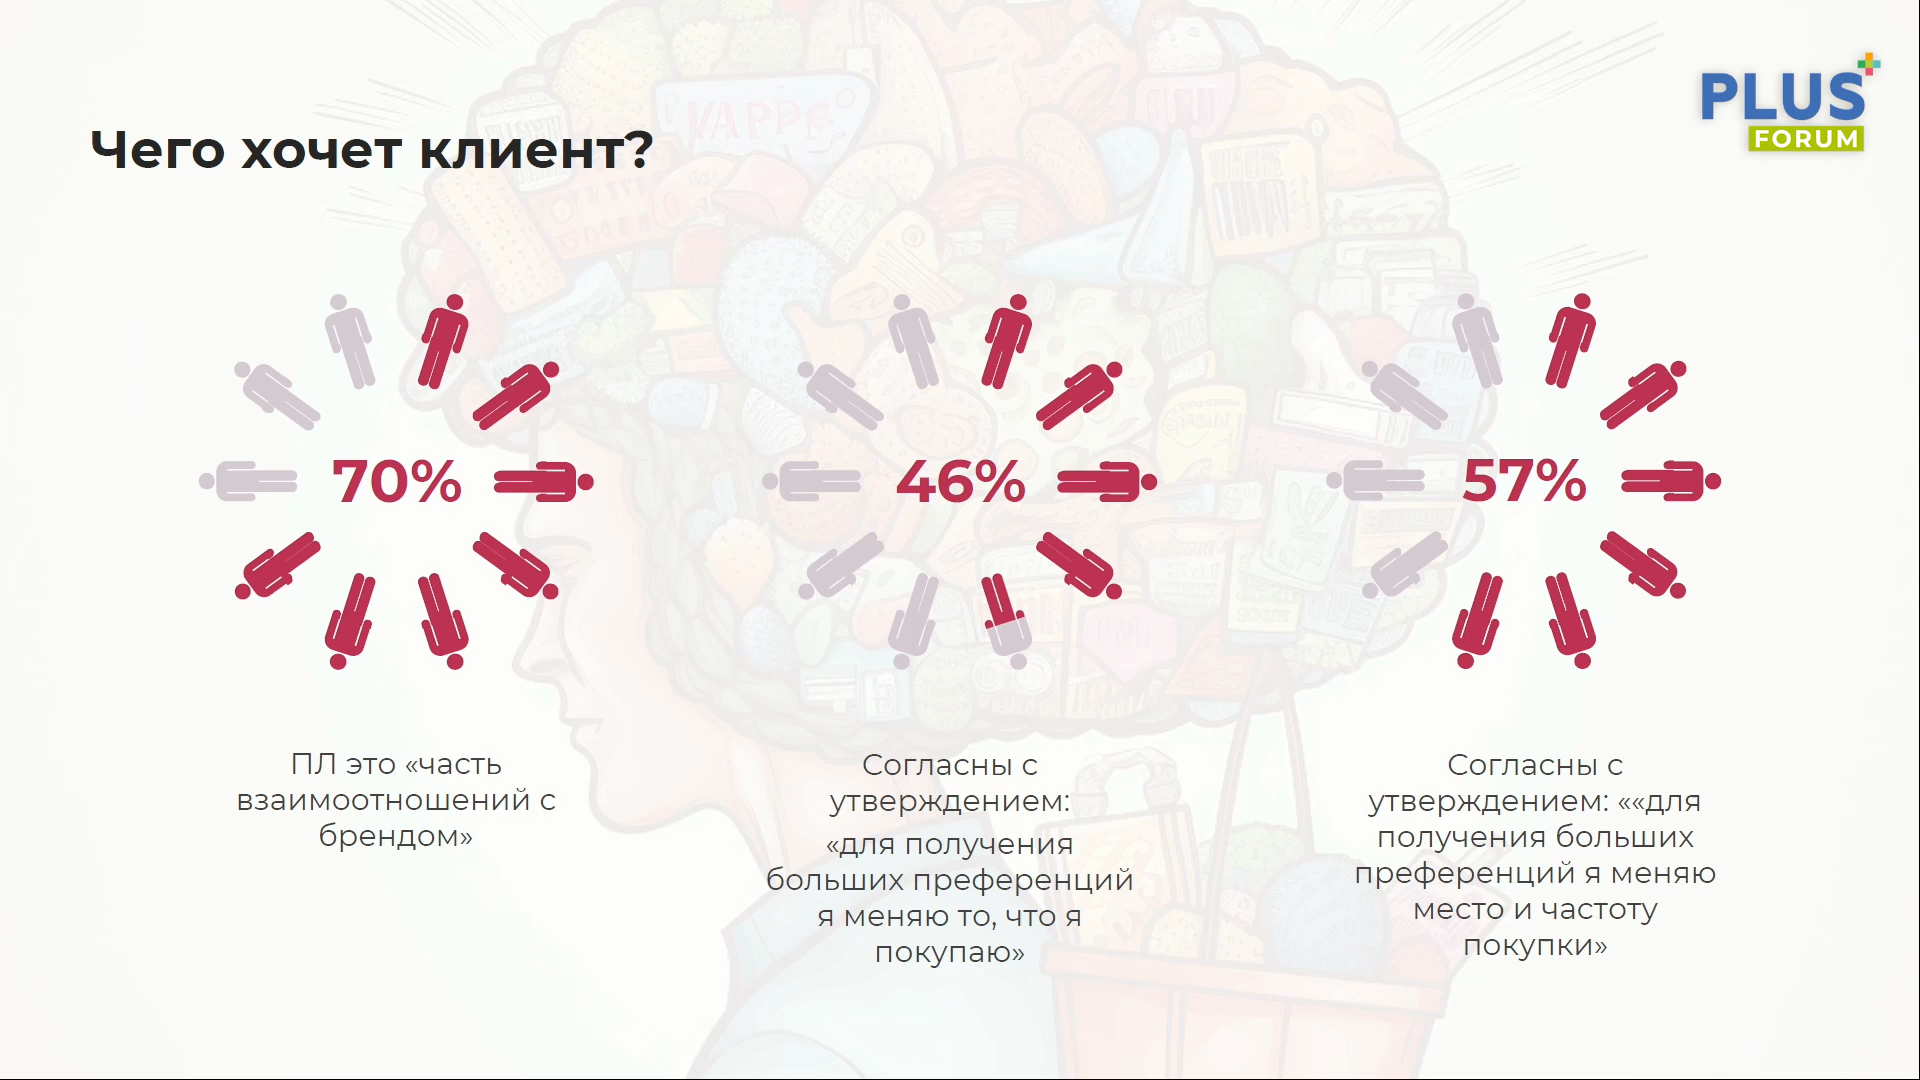 Чего хочет клиент?
PLUS
FORUM
70%
ПЛ это «часть
взаимоотношений с
брендом»
46%
Согласны с
утверждением:
«для получения
больших преференций
я меняю то, что я
покупаю»
57%
Согласны с
утверждением: ««для
получения больших
преференций я меняю
место и частоту
покупки»